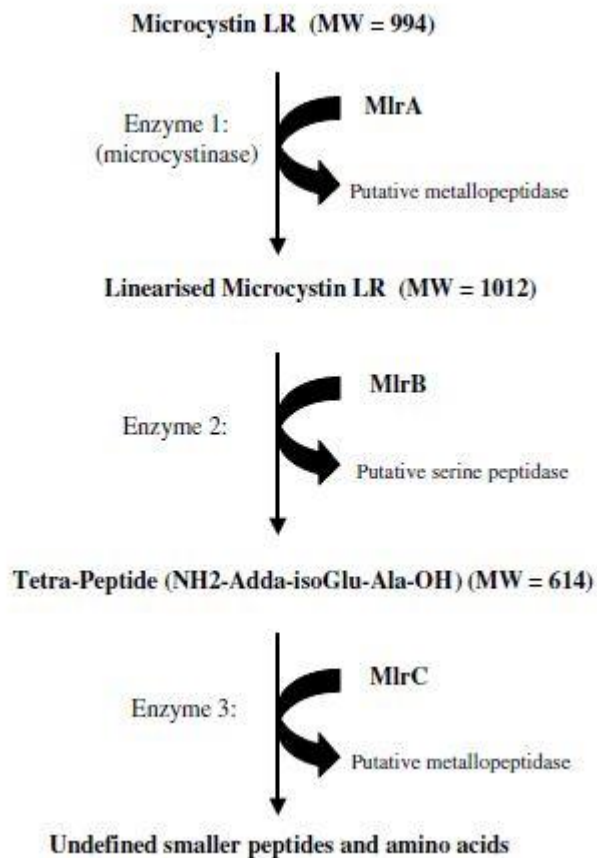 Microcystin LR (MW = 994)
Enzyme 1:
(microcystinase)
MlrA
Putative metallopeptidase
Linearised Microcystin LR (MW = 1012)
Enzyme 2:
MlrB
Putative serine peptidase
Tetra-Peptide (NH2-Adda-isoGlu-Ala-OH) (MW = 614)
Enzyme 3:
MlrC
Putative metallopeptidase
Undefined smaller peptides and amino acids